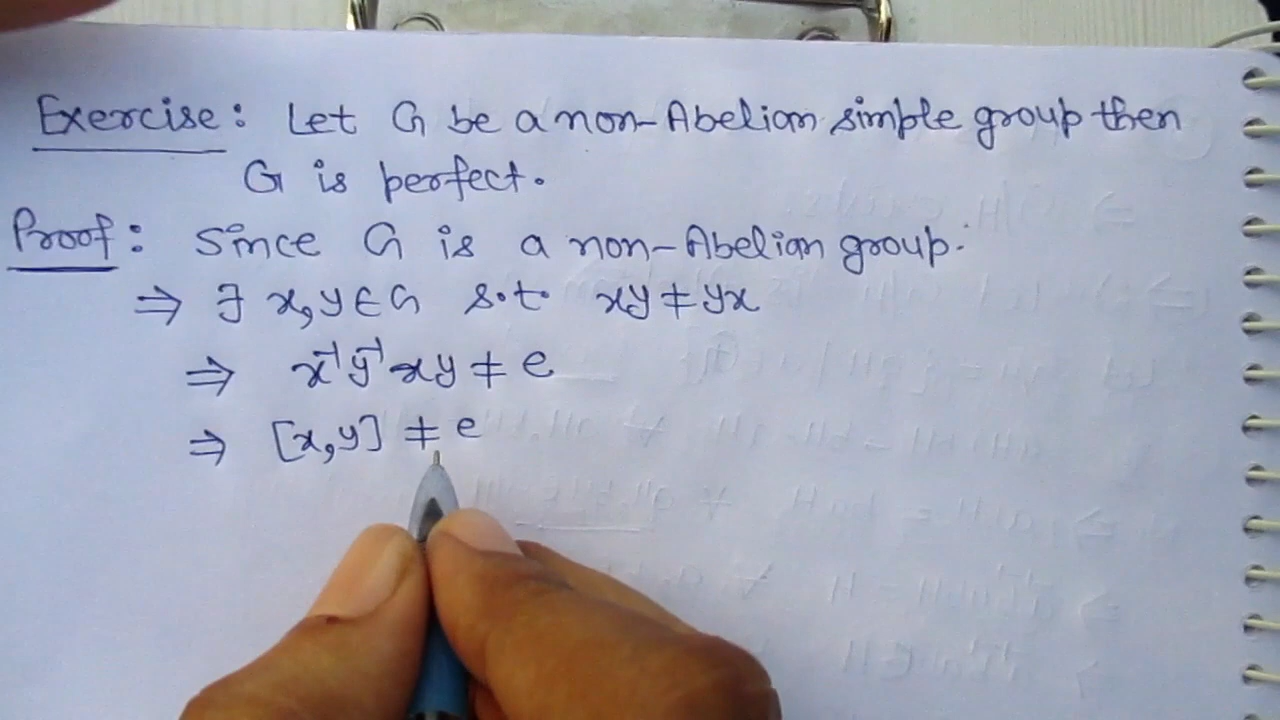 Exercise: Let G be a non-Abelian simple group then
G is perfect.
Proof: Since G is a non-Abelian group.
⇒ ∃ x, y ∈ G s.t. xy ≠ yx
⇒ x⁻¹y⁻¹xy ≠ e
⇒ [x, y] ≠ e